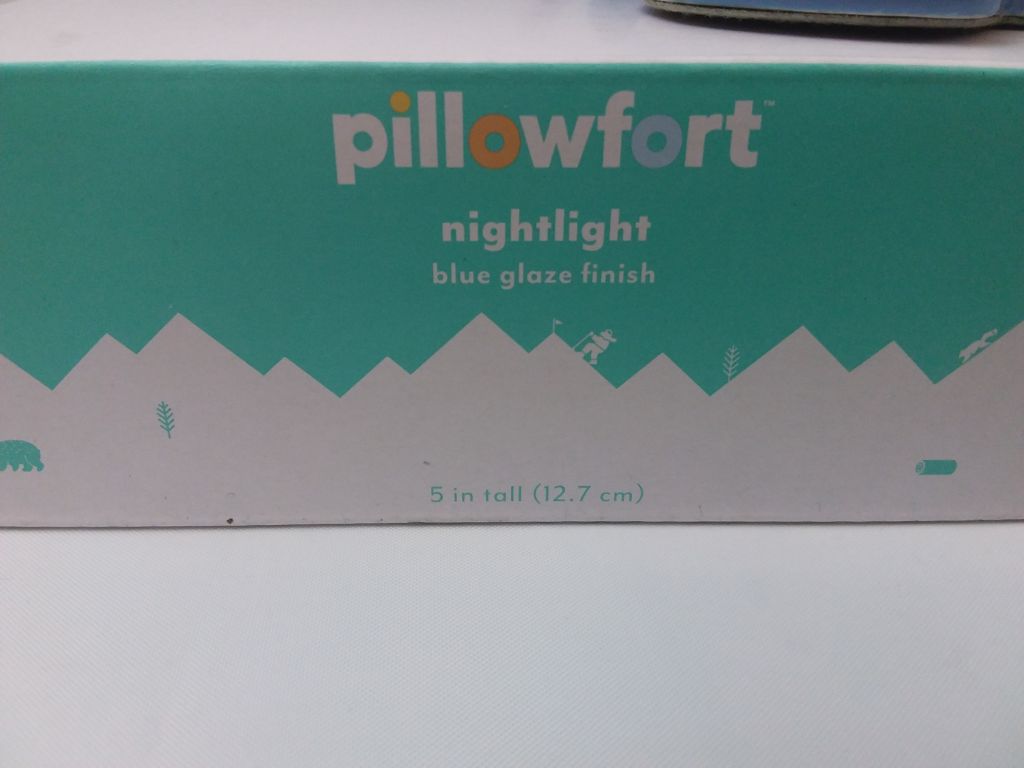 pillowfort™
nightlight
blue glaze finish
5 in tall (12.7 cm)